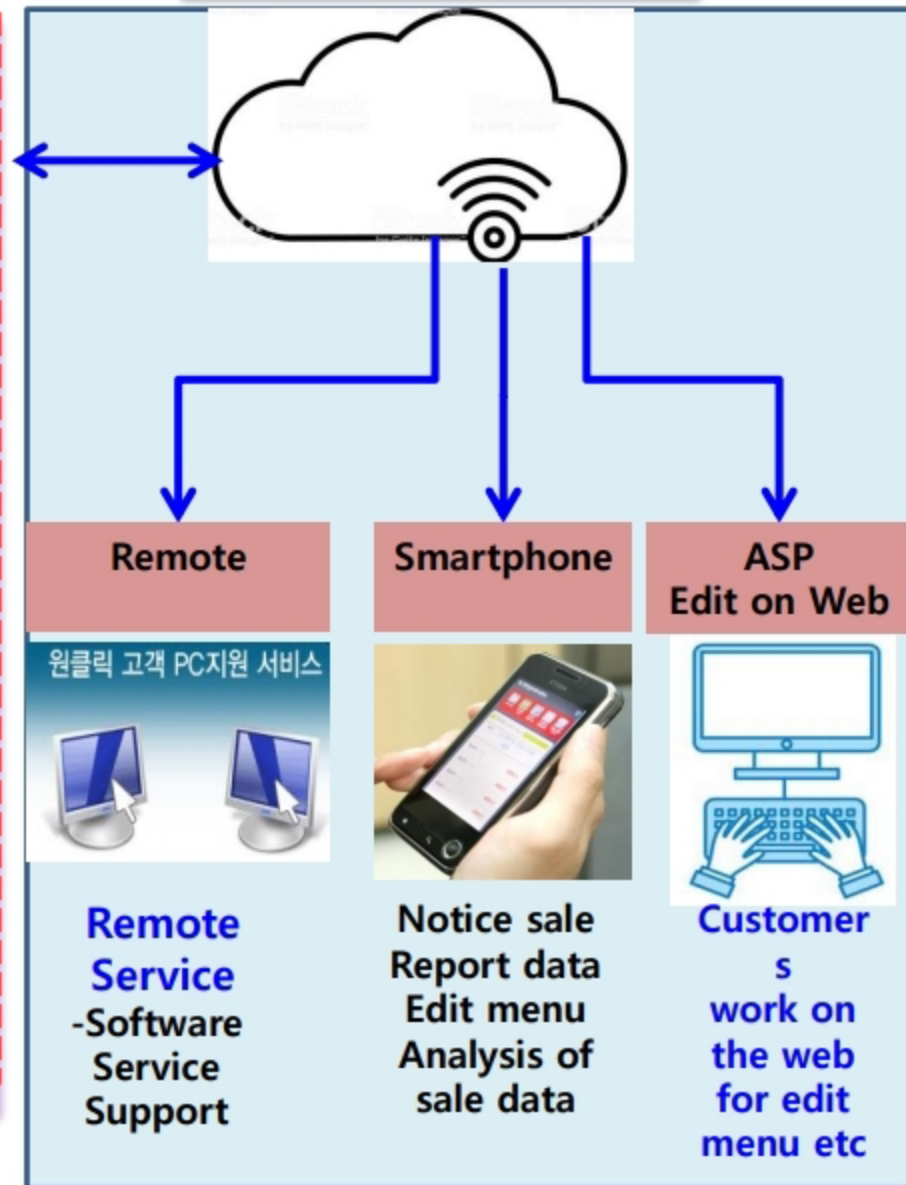 Remote
Smartphone
ASP
Edit on Web
원클릭 고객 PC지원 서비스
Remote
Service
-Software
Service
Support
Notice sale
Report data
Edit menu
Analysis of
sale data
Customer
s
work on
the web
for edit
menu etc